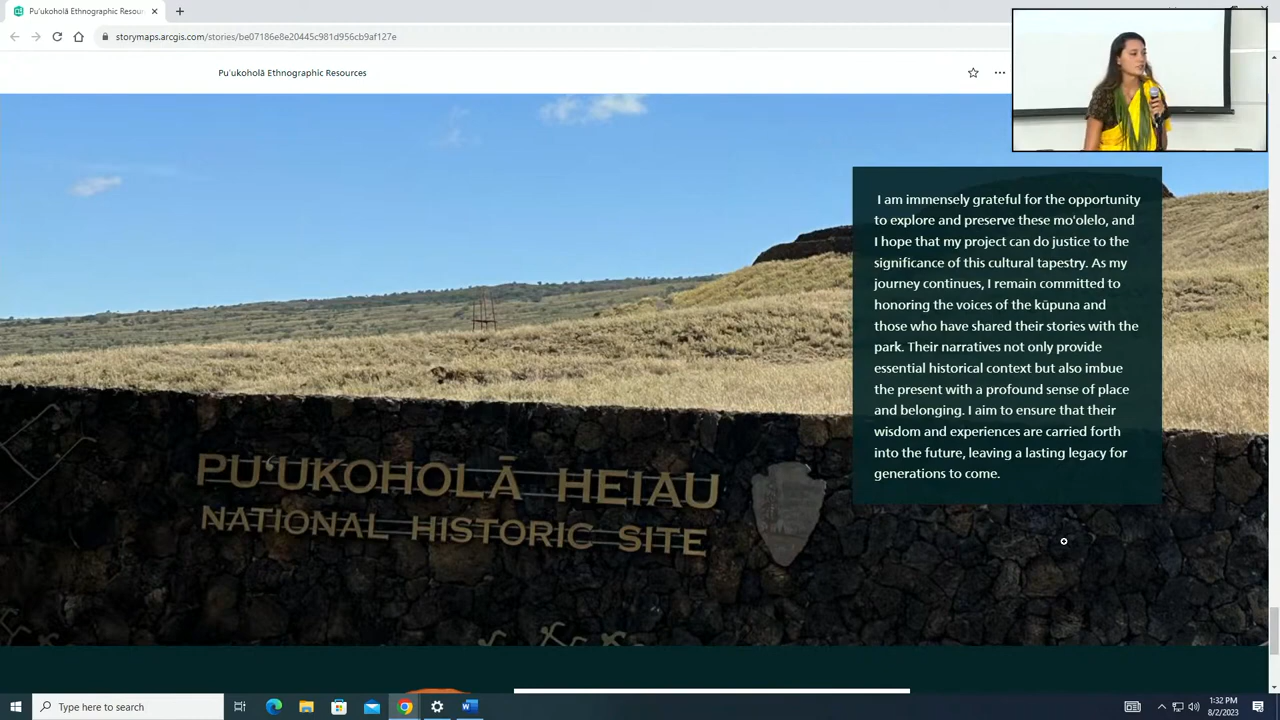 Pu'ukoholā Ethnographic Resour
storymaps.arcgis.com/stories/be07186e8e20445c981d956cb9af127e
Pu'ukoholā Ethnographic Resources
I am immensely grateful for the opportunity
to explore and preserve these mo'olelo, and
I hope that my project can do justice to the
significance of this cultural tapestry. As my
journey continues, I remain committed to
honoring the voices of the kūpuna and
those who have shared their stories with the
park. Their narratives not only provide
essential historical context but also imbue
the present with a profound sense of place
and belonging. I aim to ensure that their
wisdom and experiences are carried forth
into the future, leaving a lasting legacy for
generations to come.
PU'UKOHOLĀ HEIAU
NATIONAL HISTORIC SITE
Type here to search
1:32 PM
8/2/2023